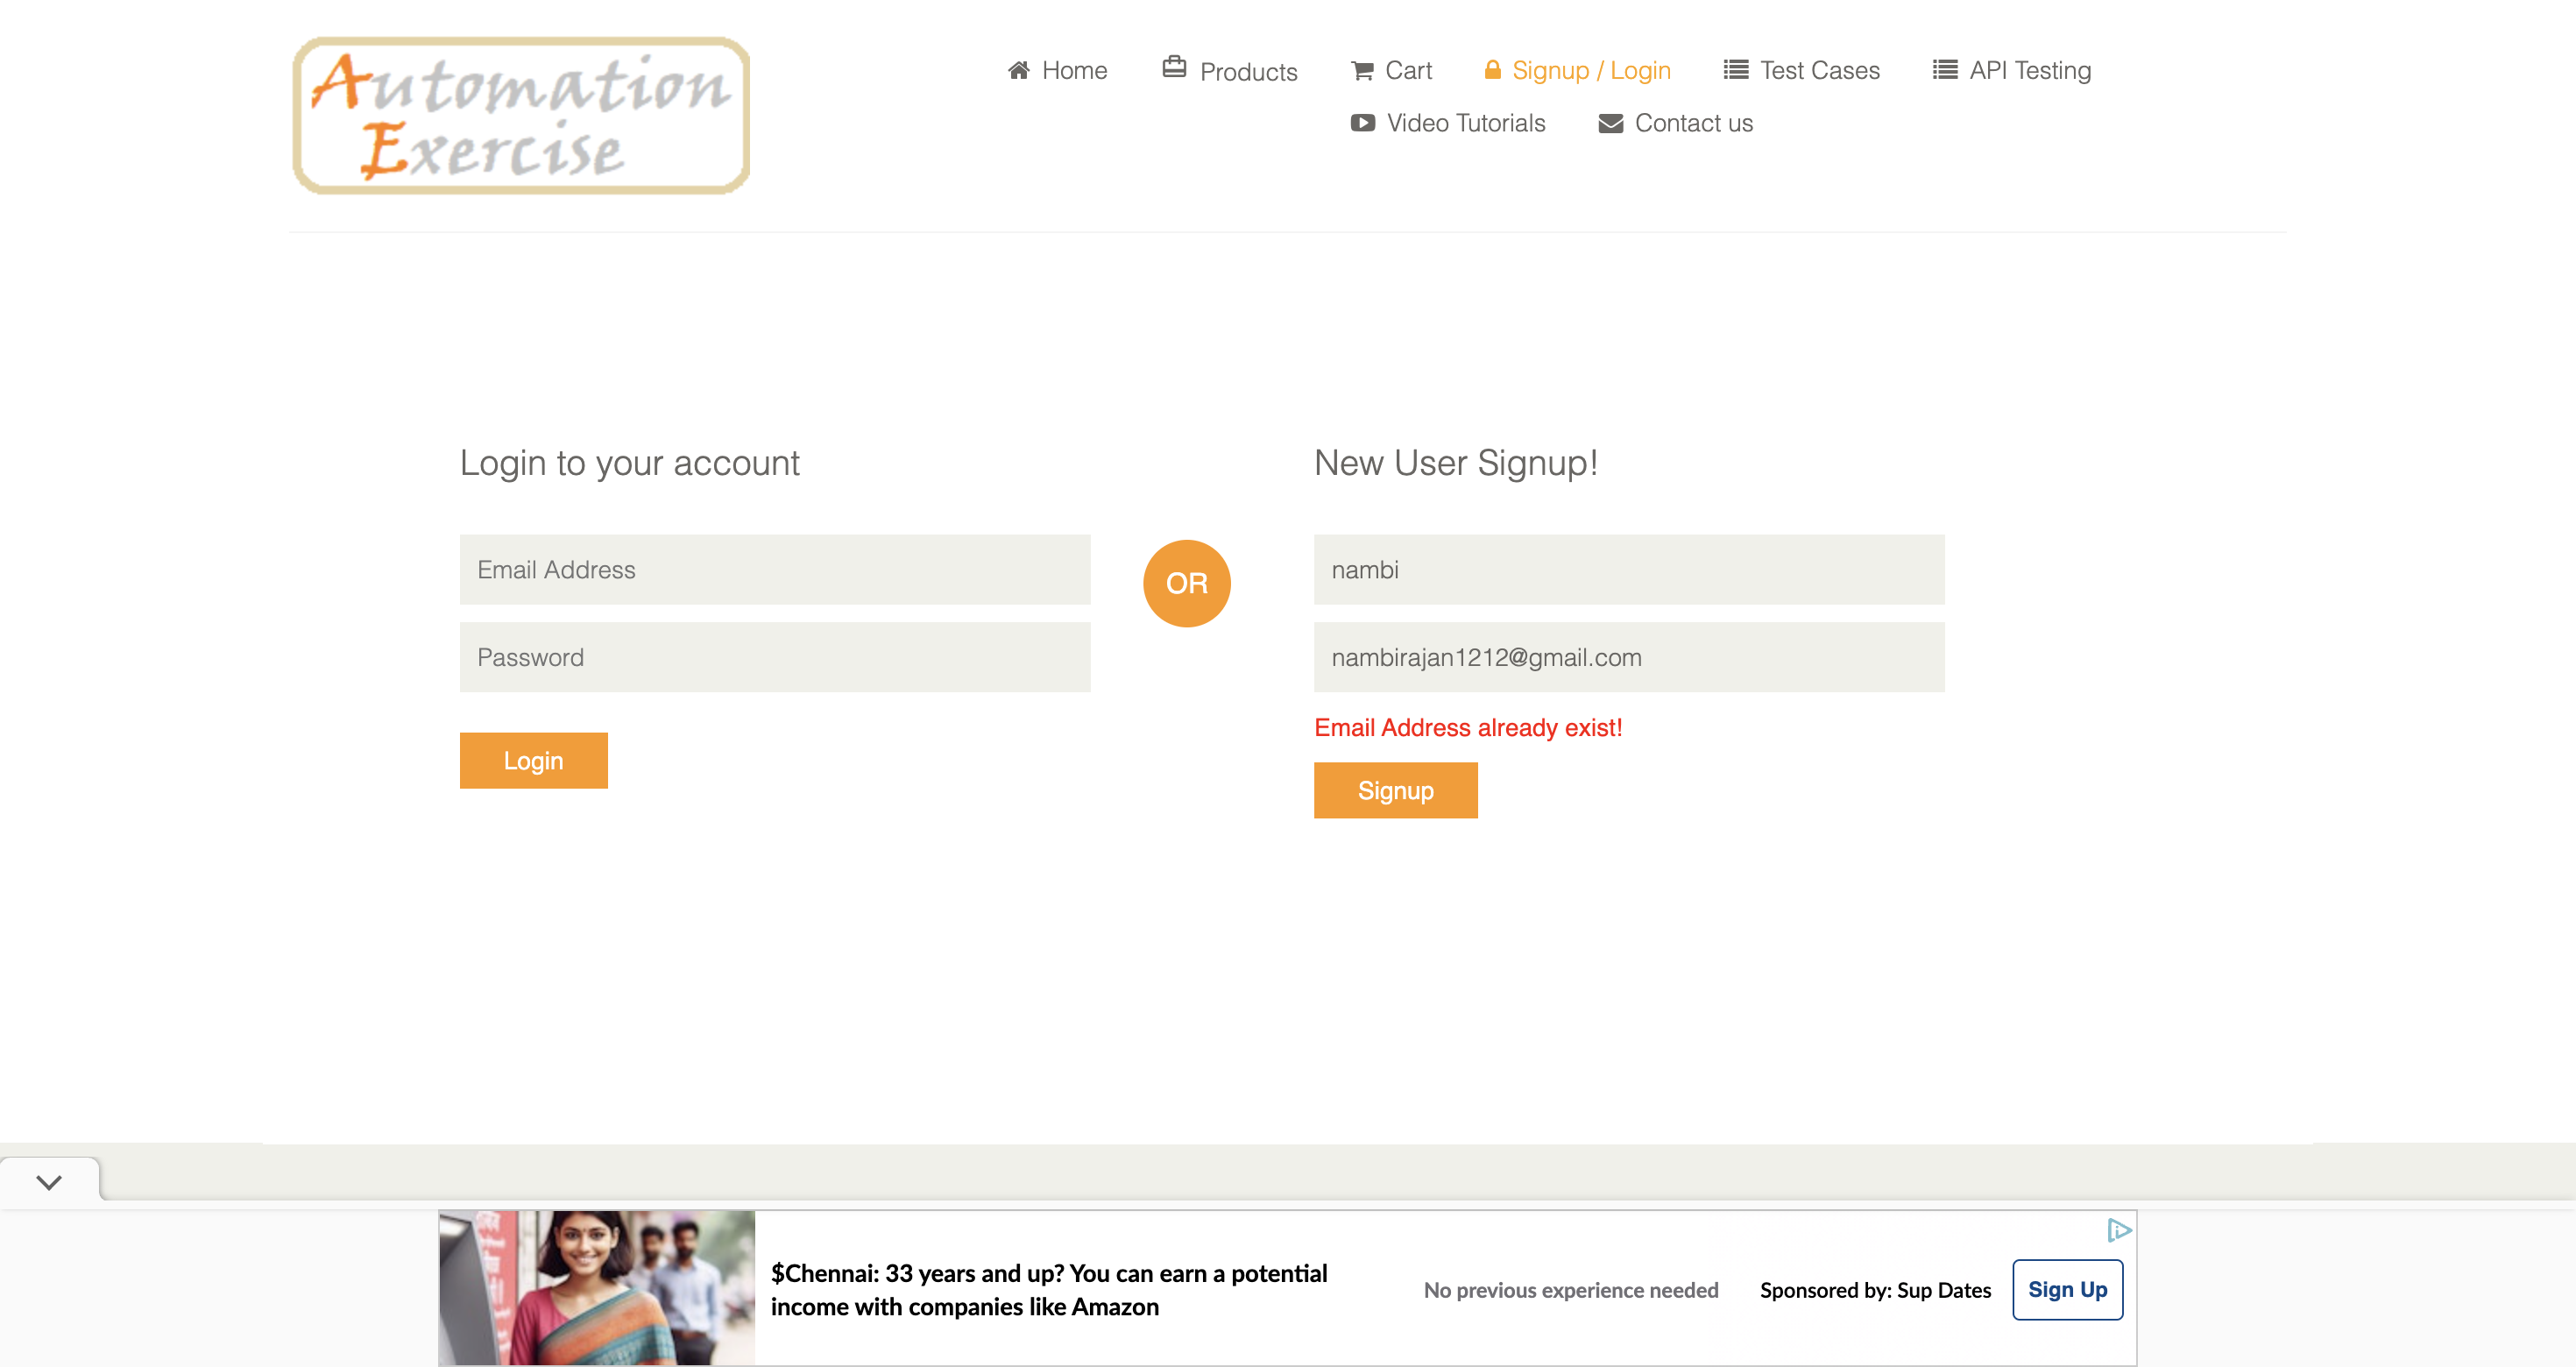 Automation
Exercise
Home
Products
Cart
Signup / Login
Test Cases
API Testing
Video Tutorials
Contact us
Login to your account
Email Address
Password
Login
OR
New User Signup!
nambi
nambirajan1212@gmail.com
Email Address already exist!
Signup
$Chennai: 33 years and up? You can earn a potential
income with companies like Amazon
No previous experience needed
Sponsored by: Sup Dates
Sign Up